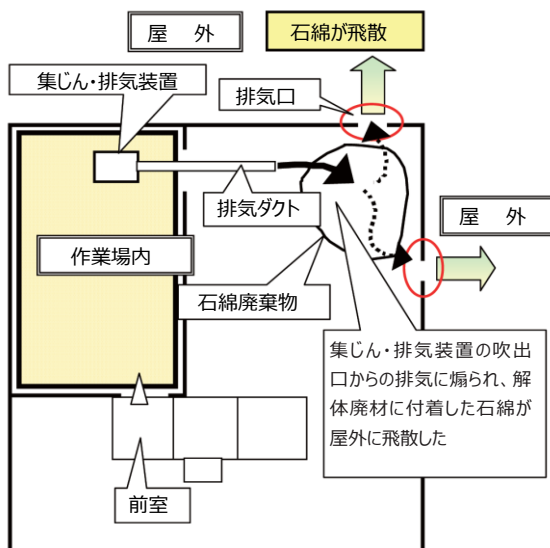 屋 外
石綿が飛散
集じん・排気装置
排気口
排気ダクト
屋 外
作業場内
石綿廃棄物
集じん・排気装置の吹出
口からの排気に煽られ、解
体廃材に付着した石綿が
屋外に飛散した
前室